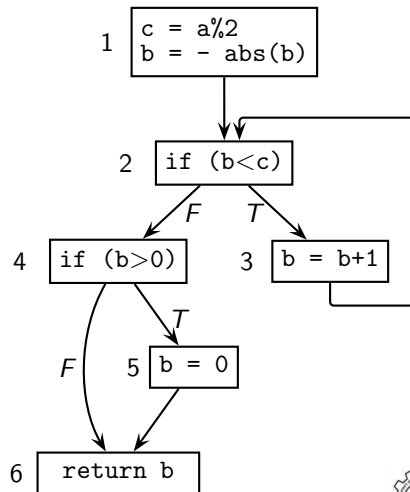 1
c = a%2
b = - abs(b)
2
if (b<c)
F
T
4
if (b>0)
3
b = b+1
T
F
5
b = 0
6
return b